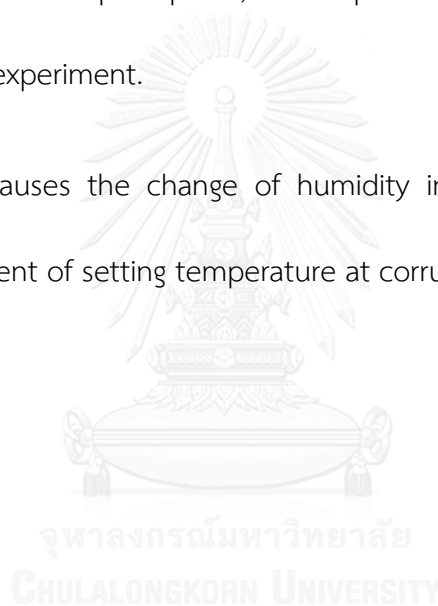 experiment.
auses the change of humidity in
ent of setting temperature at corru
จุฬาลงกรณ์มหาวิทยาลัย
CHULALONGKORN UNIVERSITY